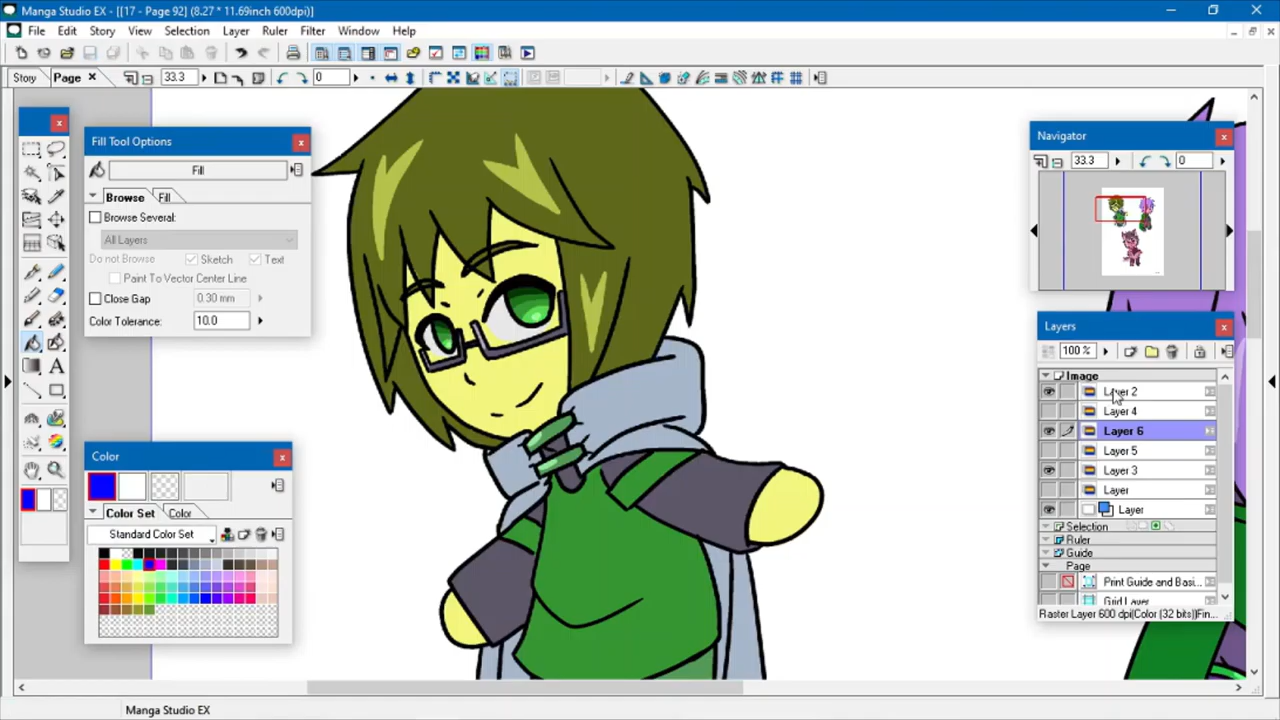 Manga Studio EX - [[17 - Page 92] (8.27 * 11.69inch 600dpi)]
File Edit Story View Selection Layer Ruler Filter Window Help
Story Page 33.3 0
Fill Tool Options
Fill
Browse Fill
Browse Several:
All Layers
Do not Browse Sketch Text
Paint To Vector Center Line
Close Gap 0.30 mm
Color Tolerance: 10.0
Color
Color Set Color
Standard Color Set
Navigator
33.3 0
Layers
100 %
Image
Layer 2
Layer 4
Layer 6
Layer 5
Layer 3
Layer
Layer
Selection
Ruler
Guide
Page
Print Guide and Basi...
Grid Layer
Raster Layer 600 dpi(Color (32 bits))Fin...
Manga Studio EX